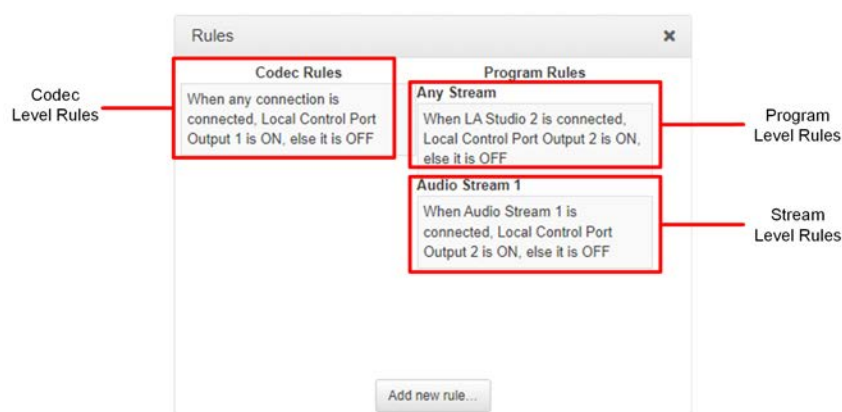 Rules
Codec Rules
When any connection is
connected, Local Control Port
Output 1 is ON, else it is OFF
Program Rules
Any Stream
When LA Studio 2 is connected,
Local Control Port Output 2 is ON,
else it is OFF
Audio Stream 1
When Audio Stream 1 is
connected, Local Control Port
Output 2 is ON, else it is OFF
Add new rule...
Codec
Level Rules
Program
Level Rules
Stream
Level Rules